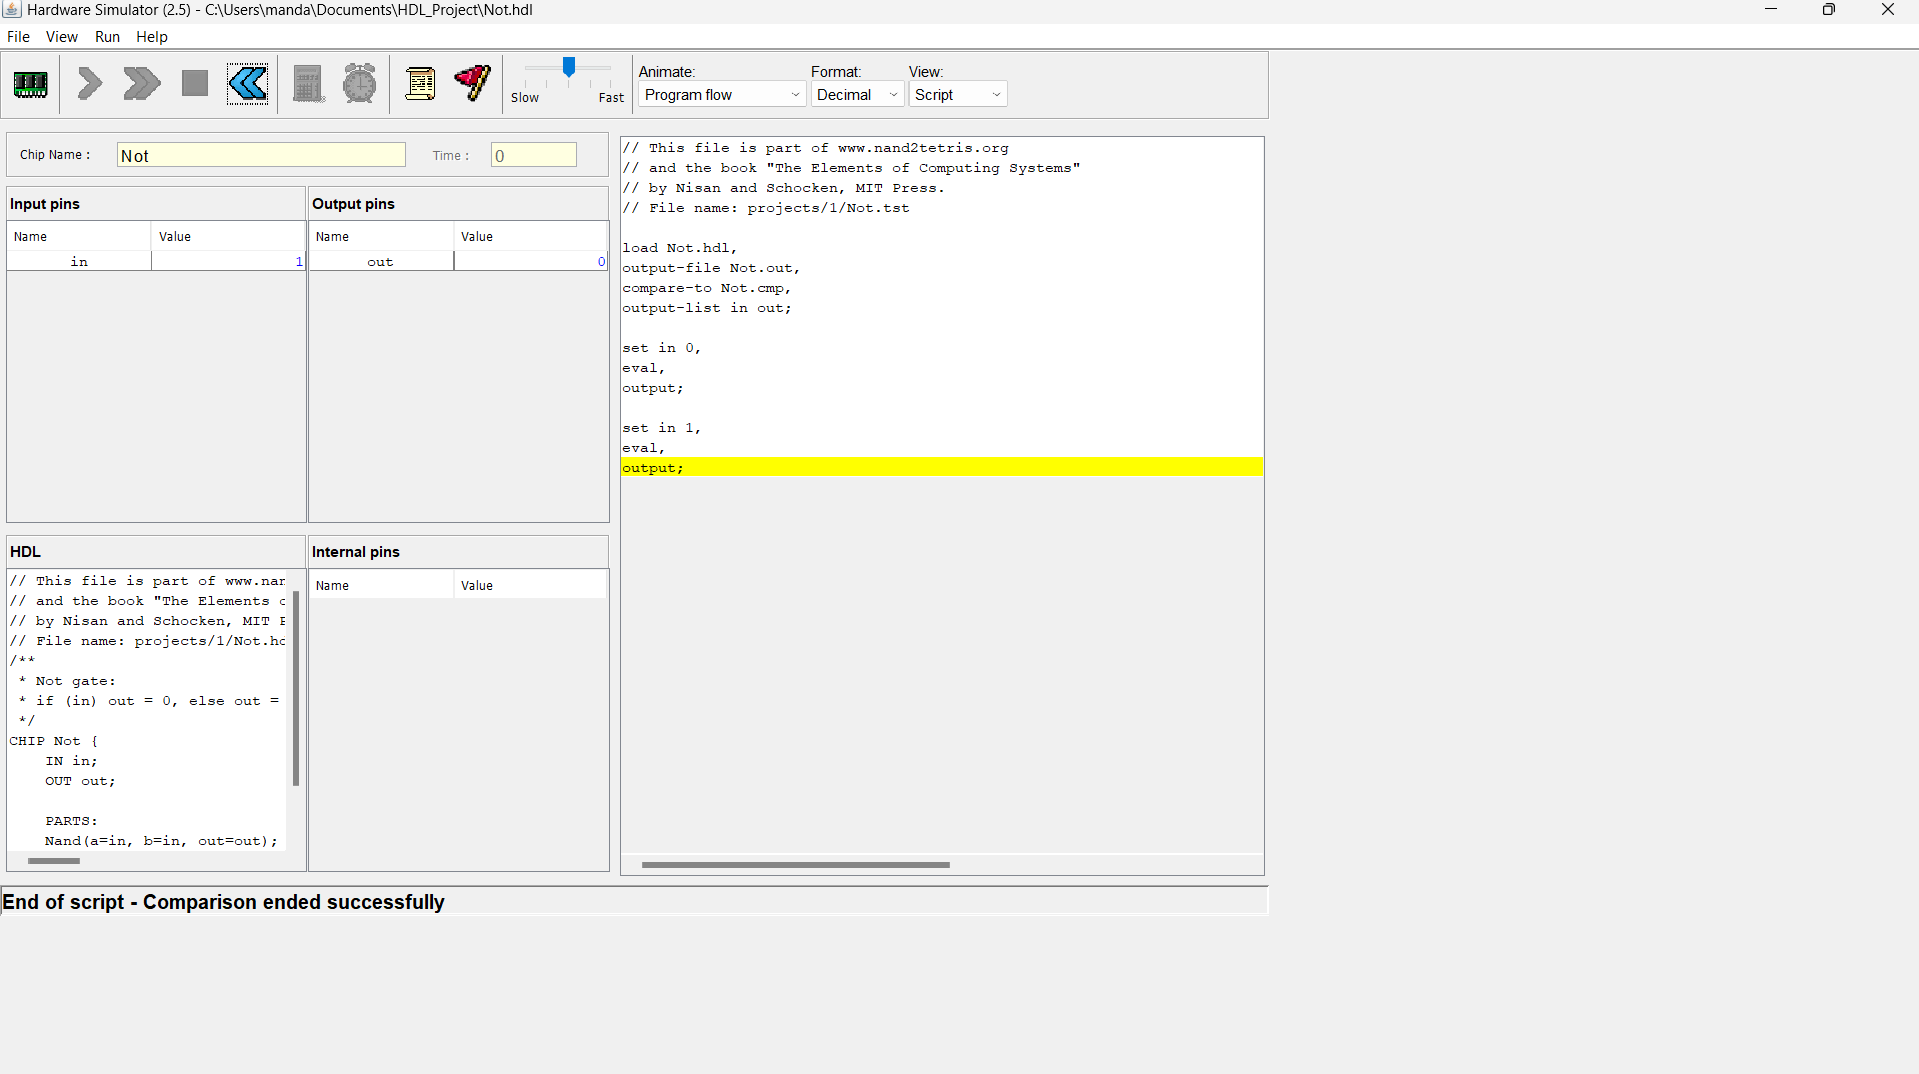 Hardware Simulator (2.5) - C:\Users\manda\Documents\HDL_Project\Not.hdl
File View Run Help
Slow Fast
Animate: Format: View:
Program flow Decimal Script
Chip Name : Not Time : 0
Input pins
Name Value
in 1
Output pins
Name Value
out 0
HDL
// This file is part of www.nan
// and the book "The Elements o
// by Nisan and Schocken, MIT P
// File name: projects/1/Not.hd
/**
* Not gate:
* if (in) out = 0, else out =
*/
CHIP Not {
IN in;
OUT out;
PARTS:
Nand(a=in, b=in, out=out);
Internal pins
Name Value
// This file is part of www.nand2tetris.org
// and the book "The Elements of Computing Systems"
// by Nisan and Schocken, MIT Press.
// File name: projects/1/Not.tst
load Not.hdl,
output-file Not.out,
compare-to Not.cmp,
output-list in out;
set in 0,
eval,
output;
set in 1,
eval,
output;
End of script - Comparison ended successfully